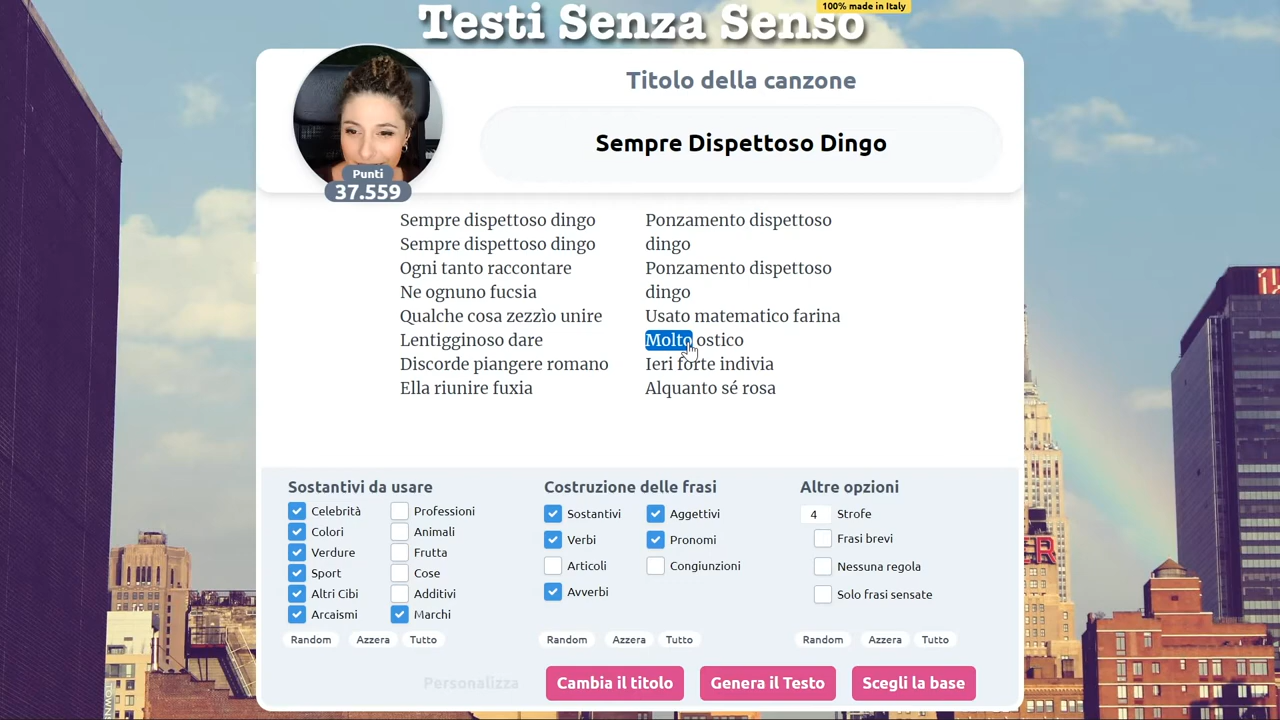 100% made in Italy
Testi Senza Senso
Titolo della canzone
Sempre Dispettoso Dingo
Punti
37.559
Sempre dispettoso dingo
Sempre dispettoso dingo
Ogni tanto raccontare
Ne ognuno fucsia
Qualche cosa zezzìo unire
Lentigginoso dare
Discorde piangere romano
Ella riunire fuxia
Ponzamento dispettoso
dingo
Ponzamento dispettoso
dingo
Usato matematico farina
Molto ostico
Ieri forte indivia
Alquanto sé rosa
Sostantivi da usare
Celebrità
Professioni
Colori
Animali
Verdure
Frutta
Sport
Cose
Altri Cibi
Additivi
Arcaismi
Marchi
Random
Azzera
Tutto
Costruzione delle frasi
Sostantivi
Aggettivi
Verbi
Pronomi
Articoli
Congiunzioni
Avverbi
Random
Azzera
Tutto
Altre opzioni
4 Strofe
Frasi brevi
Nessuna regola
Solo frasi sensate
Random
Azzera
Tutto
Personalizza
Cambia il titolo
Genera il Testo
Scegli la base